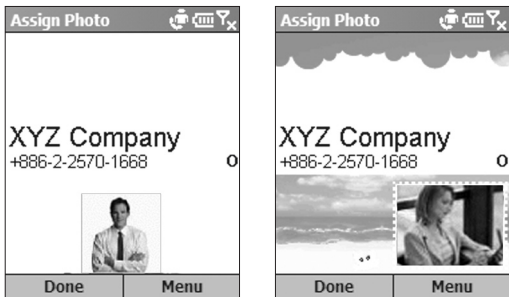 Assign Photo
XYZ Company
+886-2-2570-1668 O
Done Menu
Assign Photo
XYZ Company
+886-2-2570-1668 O
Done Menu